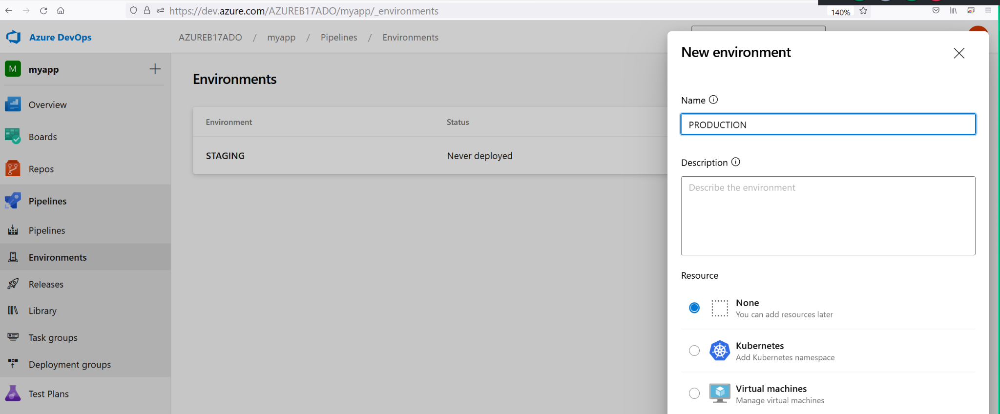 https://dev.azure.com/AZUREB17ADO/myapp/_environments
140%
Azure DevOps
AZUREB17ADO / myapp / Pipelines / Environments
M myapp
Overview
Boards
Repos
Pipelines
Pipelines
Environments
Releases
Library
Task groups
Deployment groups
Test Plans
Environments
Environment Status
STAGING Never deployed
New environment
Name
PRODUCTION
Description
Describe the environment
Resource
None
You can add resources later
Kubernetes
Add Kubernetes namespace
Virtual machines
Manage virtual machines